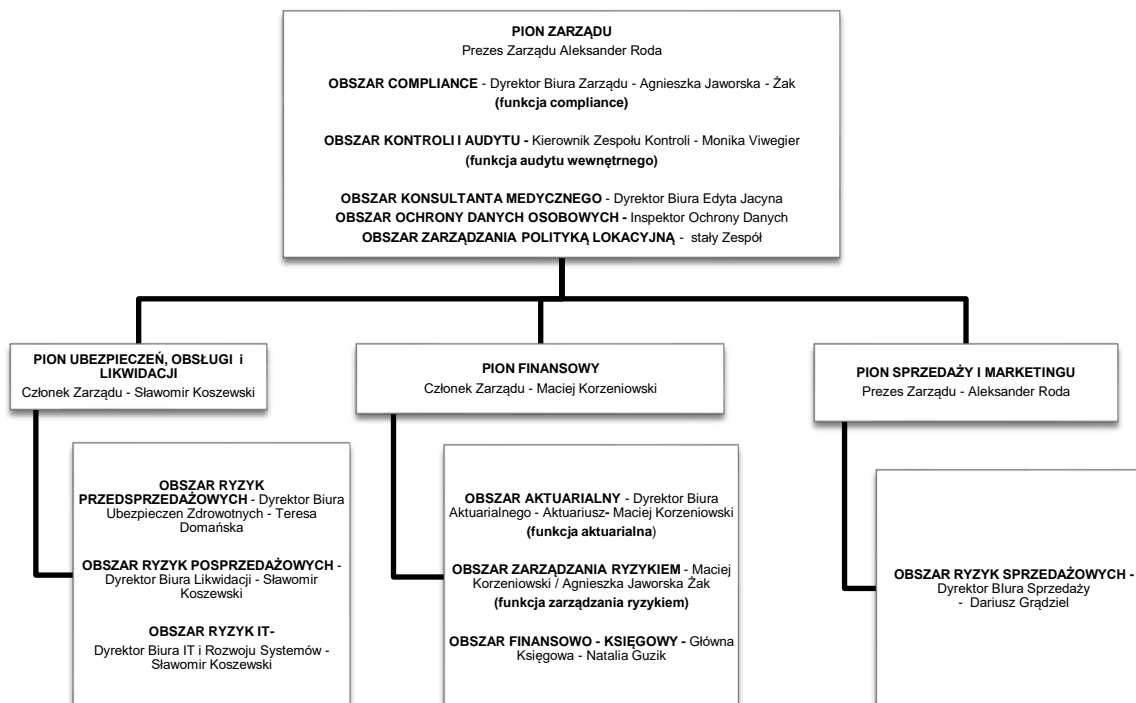 PION ZARZĄDU
Prezes Zarządu Aleksander Roda
OBSZAR COMPLIANCE - Dyrektor Biura Zarządu - Agnieszka Jaworska - Żak
(funkcja compliance)
OBSZAR KONTROLI I AUDYTU - Kierownik Zespołu Kontroli - Monika Viwegier
(funkcja audytu wewnętrnego)
OBSZAR KONSULTANTA MEDYCZNEGO - Dyrektor Biura Edyta Jacyna
OBSZAR OCHRONY DANYCH OSOBOWYCH - Inspektor Ochrony Danych
OBSZAR ZARZĄDZANIA POLITYKĄ LOKACYJNĄ - stały Zespół
PION UBEZPIECZEŃ, OBSŁUGI i
LIKWIDACJI
Członek Zarządu - Sławomir Koszewski
OBSZAR RYZYK
PRZEDSPRZEDAŻOWYCH - Dyrektor Biura
Ubezpieczen Zdrowotnych - Teresa
Domańska
OBSZAR RYZYK POSPRZEDAŻOWYCH -
Dyrektor Biura Likwidacji - Sławomir
Koszewski
OBSZAR RYZYK IT-
Dyrektor Biura IT i Rozwoju Systemów -
Sławomir Koszewski
PION FINANSOWY
Członek Zarządu - Maciej Korzeniowski
OBSZAR AKTUARIALNY - Dyrektor Biura
Aktuarialnego - Aktuariusz- Maciej Korzeniowski
(funkcja aktuarialna)
OBSZAR ZARZĄDZANIA RYZYKIEM - Maciej
Korzeniowski / Agnieszka Jaworska Żak
(funkcja zarządzania ryzykiem)
OBSZAR FINANSOWO - KSIĘGOWY - Główna
Księgowa - Natalia Guzik
PION SPRZEDAŻY I MARKETINGU
Prezes Zarządu - Aleksander Roda
OBSZAR RYZYK SPRZEDAŻOWYCH -
Dyrektor BIura Sprzedaży
- Dariusz Grądziel